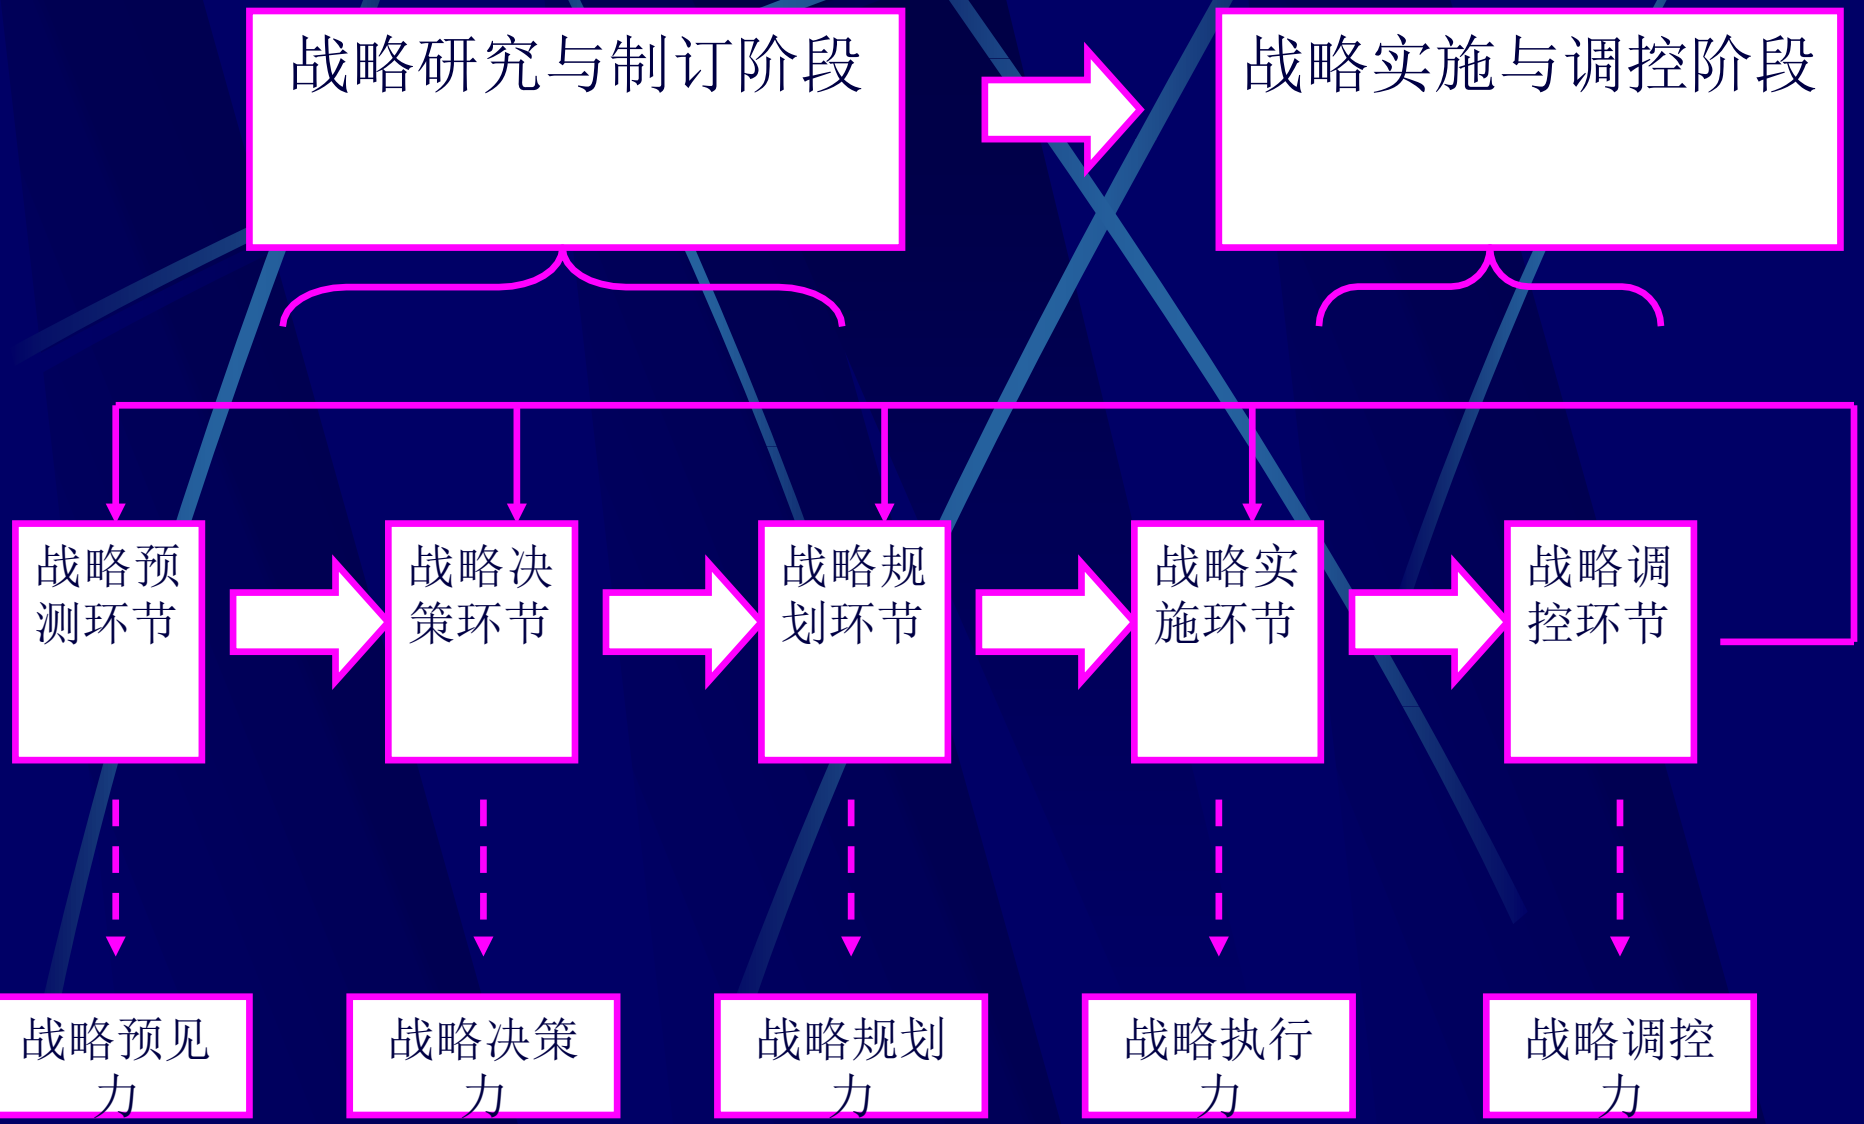 战略研究与制订阶段
战略实施与调控阶段
战略预
测环节
战略决
策环节
战略规
划环节
战略实
施环节
战略调
控环节
战略预见
力
战略决策
力
战略规划
力
战略执行
力
战略调控
力